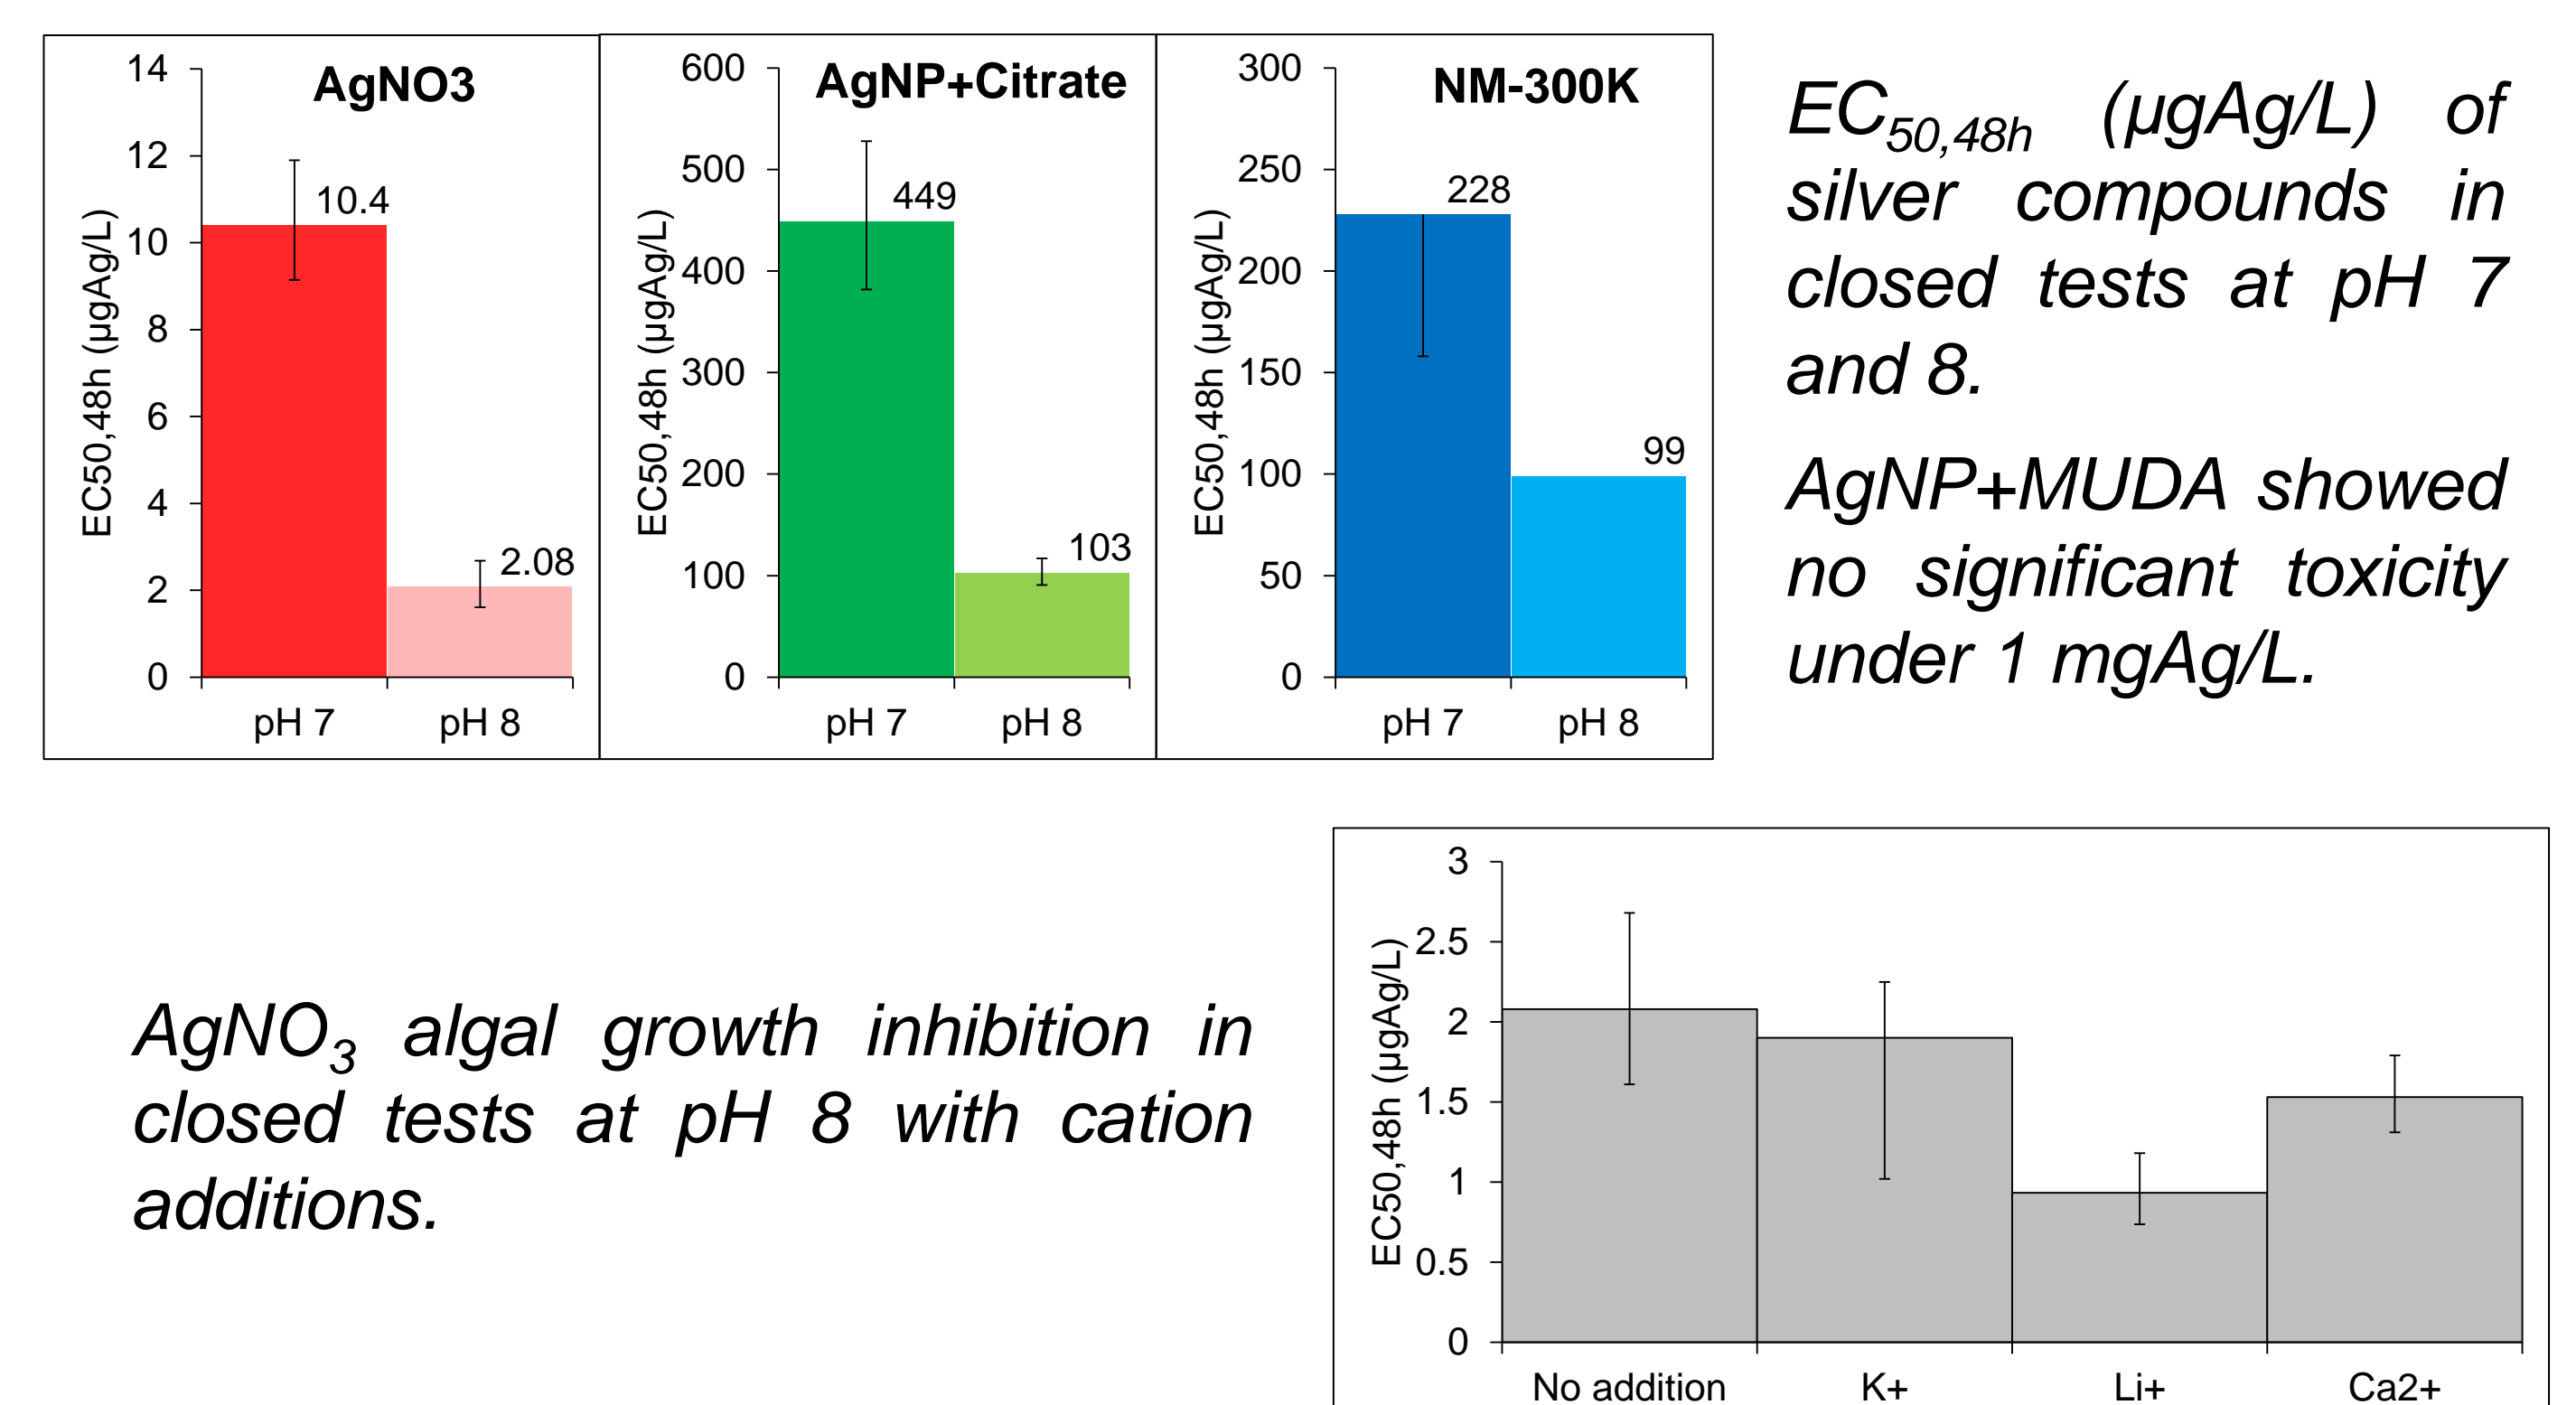 AgNO3
14
12
10
8
6
4
2
0
EC50,48h (µgAg/L)
10.4
2.08
pH 7 pH 8
AgNP+Citrate
600
500
400
300
200
100
0
EC50,48h (µgAg/L)
449
103
pH 7 pH 8
NM-300K
300
250
200
150
100
50
0
EC50,48h (µgAg/L)
228
99
pH 7 pH 8
EC50,48h (µgAg/L) of
silver compounds in
closed tests at pH 7
and 8.
AgNP+MUDA showed
no significant toxicity
under 1 mgAg/L.
AgNO3 algal growth inhibition in
closed tests at pH 8 with cation
additions.
3
2.5
2
1.5
1
0.5
0
EC50,48h (µgAg/L)
No addition K+ Li+ Ca2+